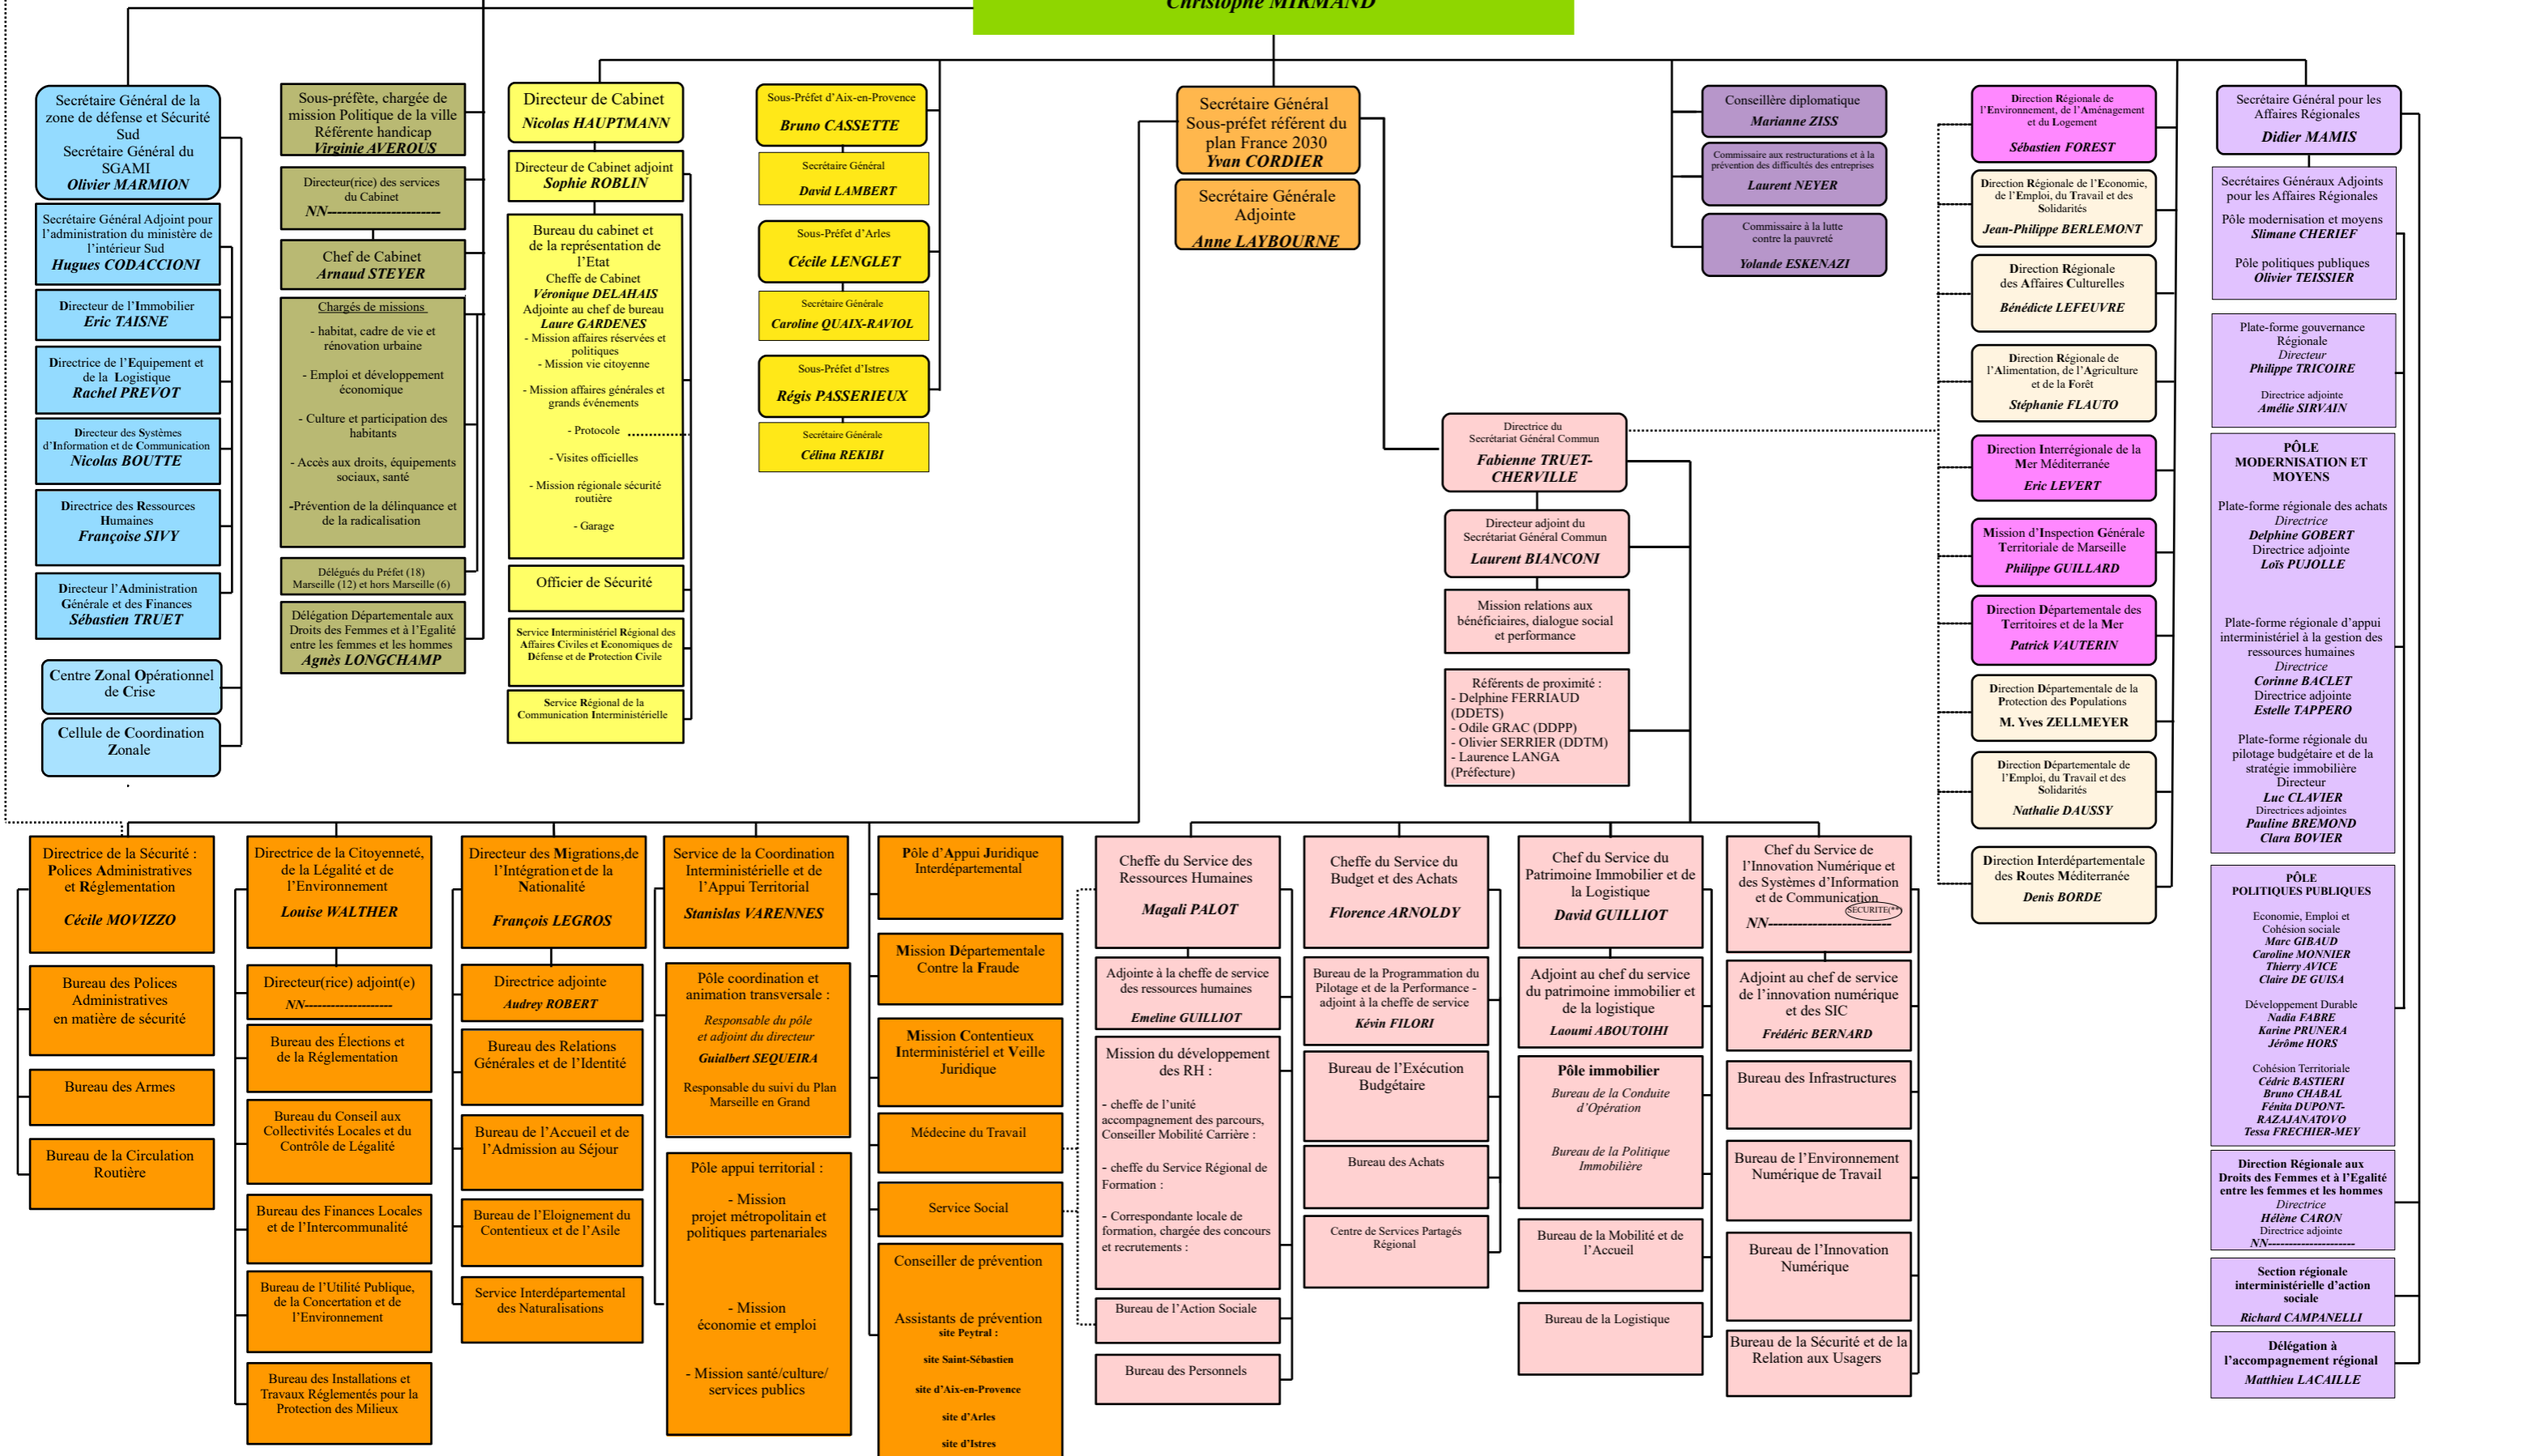 Christophe MIRMAND
Secrétaire Général de la
zone de défense et Sécurité
Sud
Secrétaire Général du
SGAMI
Olivier MARMION
Secrétaire Général Adjoint pour
l'administration du ministère de
l'intérieur Sud
Hugues CODACCIONI
Directeur de l'Immobilier
Eric TAISNE
Directrice de l'Equipement et
de la Logistique
Rachel PREVOT
Directeur des Systèmes
d'Information et de Communication
Nicolas BOUTTE
Directrice des Ressources
Humaines
Françoise SIVY
Directeur l'Administration
Générale et des Finances
Sébastien TRUET
Centre Zonal Opérationnel
de Crise
Cellule de Coordination
Zonale
Sous-préfète, chargée de
mission Politique de la ville
Référente handicap
Virginie AVEROUS
Directeur(rice) des services
du Cabinet
NN-----------------------
Chef de Cabinet
Arnaud STEYER
Chargés de missions
- habitat, cadre de vie et
rénovation urbaine
- Emploi et développement
économique
- Culture et participation des
habitants
- Accès aux droits, équipements
sociaux, santé
-Prévention de la délinquance et
de la radicalisation
Délégués du Préfet (18)
Marseille (12) et hors Marseille (6)
Délégation Départementale aux
Droits des Femmes et à l'Egalité
entre les femmes et les hommes
Agnès LONGCHAMP
Directeur de Cabinet
Nicolas HAUPTMANN
Directeur de Cabinet adjoint
Sophie ROBLIN
Bureau du cabinet et
de la représentation de
l'Etat
Cheffe de Cabinet
Véronique DELAHAIS
Adjointe au chef de bureau
Laure GARDENES
- Mission affaires réservées et
politiques
- Mission vie citoyenne
- Mission affaires générales et
grands événements
- Protocole
- Visites officielles
- Mission régionale sécurité
routière
- Garage
Officier de Sécurité
Service Interministériel Régional des
Affaires Civiles et Economiques de
Défense et de Protection Civile
Service Régional de la
Communication Interministérielle
Sous-Préfet d'Aix-en-Provence
Bruno CASSETTE
Secrétaire Général
David LAMBERT
Sous-Préfet d'Arles
Cécile LENGLET
Secrétaire Générale
Caroline QUAIX-RAVIOL
Sous-Préfet d'Istres
Régis PASSERIEUX
Secrétaire Générale
Célina REKIBI
Secrétaire Général
Sous-préfet référent du
plan France 2030
Yvan CORDIER
Secrétaire Générale
Adjointe
Anne LAYBOURNE
Directrice du
Secrétariat Général Commun
Fabienne TRUET-
CHERVILLE
Directeur adjoint du
Secrétariat Général Commun
Laurent BIANCONI
Mission relations aux
bénéficiaires, dialogue social
et performance
Référents de proximité :
- Delphine FERRIAUD
(DDETS)
- Odile GRAC (DDPP)
- Olivier SERRIER (DDTM)
- Laurence LANGA
(Préfecture)
Conseillère diplomatique
Marianne ZISS
Commissaire aux restructurations et à la
prévention des difficultés des entreprises
Laurent NEYER
Commissaire à la lutte
contre la pauvreté
Yolande ESKENAZI
Direction Régionale de
l'Environnement, de l'Aménagement
et du Logement
Sébastien FOREST
Direction Régionale de l'Economie,
de l'Emploi, du Travail et des
Solidarités
Jean-Philippe BERLEMONT
Direction Régionale
des Affaires Culturelles
Bénédicte LEFEUVRE
Direction Régionale de
l'Alimentation, de l'Agriculture
et de la Forêt
Stéphanie FLAUTO
Direction Interrégionale de la
Mer Méditerranée
Eric LEVERT
Mission d'Inspection Générale
Territoriale de Marseille
Philippe GUILLARD
Direction Départementale des
Territoires et de la Mer
Patrick VAUTERIN
Direction Départementale de la
Protection des Populations
M. Yves ZELLMEYER
Direction Départementale de
l'Emploi, du Travail et des
Solidarités
Nathalie DAUSSY
Direction Interdépartementale
des Routes Méditerranée
Denis BORDE
Secrétaire Général pour les
Affaires Régionales
Didier MAMIS
Secrétaires Généraux Adjoints
pour les Affaires Régionales
Pôle modernisation et moyens
Slimane CHERIEF
Pôle politiques publiques
Olivier TEISSIER
Plate-forme gouvernance
Régionale
Directeur
Philippe TRICOIRE
Directrice adjointe
Amélie SIRVAIN
PÔLE
MODERNISATION ET
MOYENS
Plate-forme régionale des achats
Directrice
Delphine GOBERT
Directrice adjointe
Loïs PUJOLLE
Plate-forme régionale d'appui
interministériel à la gestion des
ressources humaines
Directrice
Corinne BACLET
Directrice adjointe
Estelle TAPPERO
Plate-forme régionale du
pilotage budgétaire et de la
stratégie immobilière
Directeur
Luc CLAVIER
Directrices adjointes
Pauline BREMOND
Clara BOVIER
PÔLE
POLITIQUES PUBLIQUES
Economie, Emploi et
Cohésion sociale
Marc GIBAUD
Caroline MONNIER
Thierry AVICE
Claire DE GUISA
Développement Durable
Nadia FABRE
Karine PRUNERA
Jérôme HORS
Cohésion Territoriale
Cédric BASTIERI
Bruno CHABAL
Fénita DUPONT-
RAZAJANATOVO
Tessa FRECHIER-MEY
Direction Régionale aux
Droits des Femmes et à l'Egalité
entre les femmes et les hommes
Directrice
Hélène CARON
Directrice adjointe
NN---------------------
Section régionale
interministérielle d'action
sociale
Richard CAMPANELLI
Délégation à
l'accompagnement régional
Matthieu LACAILLE
Directrice de la Sécurité :
Polices Administratives
et Réglementation
Cécile MOVIZZO
Bureau des Polices
Administratives
en matière de sécurité
Bureau des Armes
Bureau de la Circulation
Routière
Directrice de la Citoyenneté,
de la Légalité et de
l'Environnement
Louise WALTHER
Directeur(rice) adjoint(e)
NN-------------------
Bureau des Élections et
de la Réglementation
Bureau du Conseil aux
Collectivités Locales et du
Contrôle de Légalité
Bureau des Finances Locales
et de l'Intercommunalité
Bureau de l'Utilité Publique,
de la Concertation et de
l'Environnement
Bureau des Installations et
Travaux Réglementés pour la
Protection des Milieux
Directeur des Migrations,de
l'Intégration et de la
Nationalité
François LEGROS
Directrice adjointe
Audrey ROBERT
Bureau des Relations
Générales et de l'Identité
Bureau de l'Accueil et de
l'Admission au Séjour
Bureau de l'Eloignement du
Contentieux et de l'Asile
Service Interdépartemental
des Naturalisations
Service de la Coordination
Interministérielle et de
l'Appui Territorial
Stanislas VARENNES
Pôle coordination et
animation transversale :
Responsable du pôle
et adjoint du directeur
Guialbert SEQUEIRA
Responsable du suivi du Plan
Marseille en Grand
Pôle appui territorial :
- Mission
projet métropolitain et
politiques partenariales
- Mission
économie et emploi
- Mission santé/culture/
services publics
Pôle d'Appui Juridique
Interdépartemental
Mission Départementale
Contre la Fraude
Mission Contentieux
Interministériel et Veille
Juridique
Médecine du Travail
Service Social
Conseiller de prévention
Assistants de prévention
site Peytral :
site Saint-Sébastien
site d'Aix-en-Provence
site d'Arles
site d'Istres
Cheffe du Service des
Ressources Humaines
Magali PALOT
Adjointe à la cheffe de service
des ressources humaines
Emeline GUILLIOT
Mission du développement
des RH :
- cheffe de l'unité
accompagnement des parcours,
Conseiller Mobilité Carrière :
- cheffe du Service Régional de
Formation :
- Correspondante locale de
formation, chargée des concours
et recrutements :
Bureau de l'Action Sociale
Bureau des Personnels
Cheffe du Service du
Budget et des Achats
Florence ARNOLDY
Bureau de la Programmation du
Pilotage et de la Performance -
adjoint à la cheffe de service
Kévin FILORI
Bureau de l'Exécution
Budgétaire
Bureau des Achats
Centre de Services Partagés
Régional
Chef du Service du
Patrimoine Immobilier et de
la Logistique
David GUILLIOT
Adjoint au chef du service
du patrimoine immobilier et
de la logistique
Laoumi ABOUTOIHI
Pôle immobilier
Bureau de la Conduite
d'Opération
Bureau de la Politique
Immobilière
Bureau de la Mobilité et de
l'Accueil
Bureau de la Logistique
Chef du Service de
l'Innovation Numérique et
des Systèmes d'Information
et de Communication
SECURITE(**
NN------------------------
Adjoint au chef de service
de l'innovation numérique
et des SIC
Frédéric BERNARD
Bureau des Infrastructures
Bureau de l'Environnement
Numérique de Travail
Bureau de l'Innovation
Numérique
Bureau de la Sécurité et de la
Relation aux Usagers